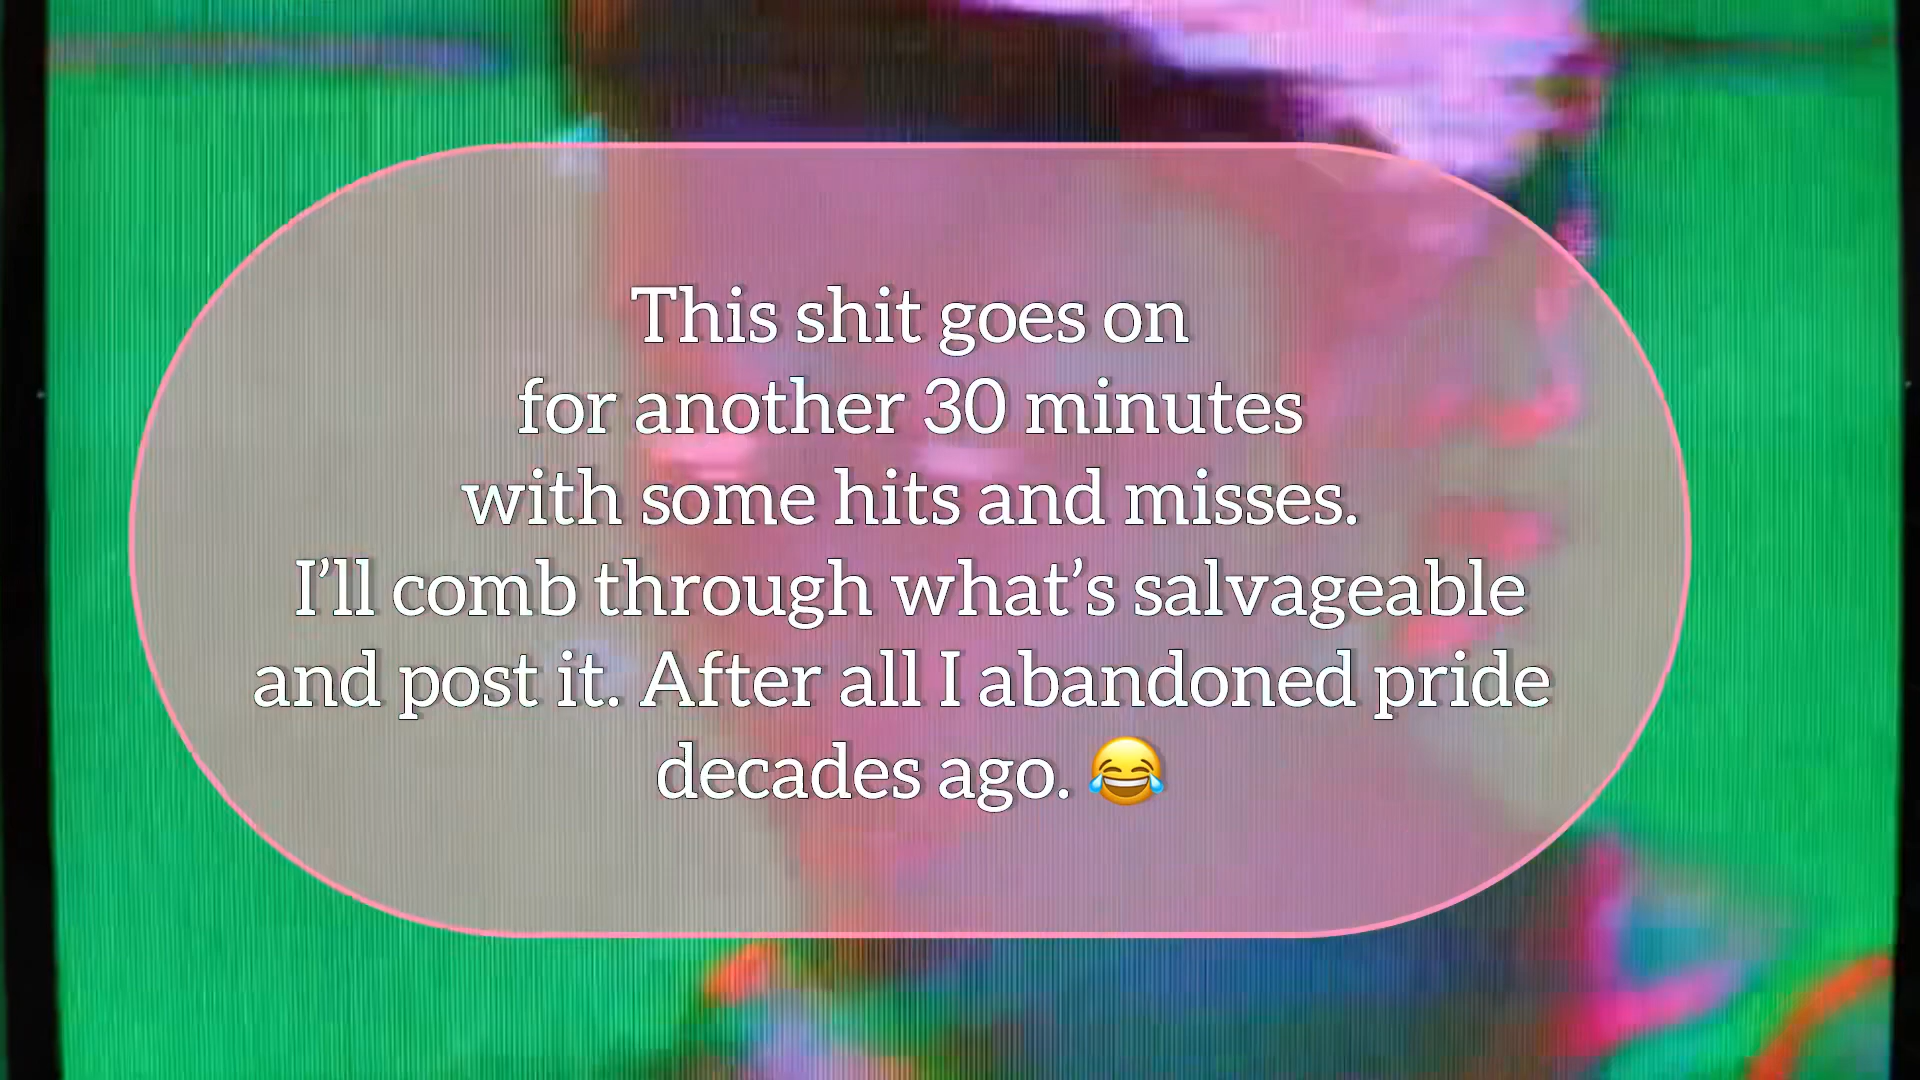 This shit goes on
for another 30 minutes
with some hits and misses.
I’ll comb through what’s salvageable
and post it. After all I abandoned pride
decades ago. 😂